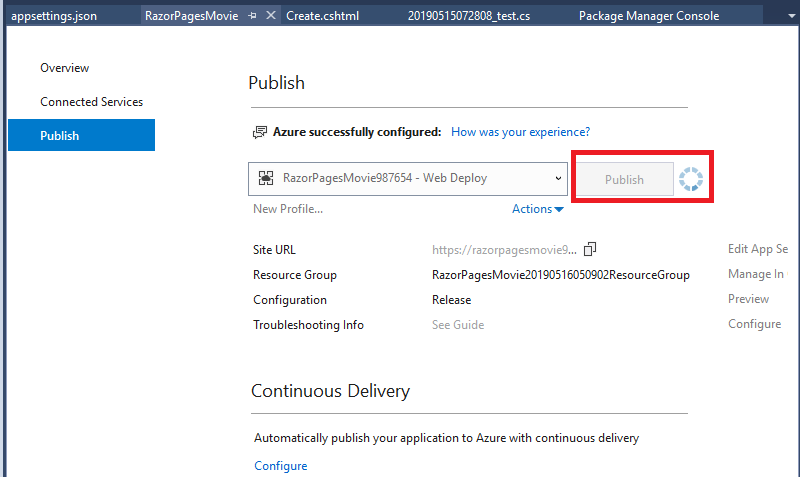 appsettings.json RazorPagesMovie Create.cshtml 20190515072808_test.cs Package Manager Console
Overview
Connected Services
Publish
Publish
Azure successfully configured: How was your experience?
RazorPagesMovie987654 - Web Deploy
Publish
New Profile...
Actions
Site URL https://razorpagesmovie9... Edit App Se
Resource Group RazorPagesMovie20190516050902ResourceGroup Manage In
Configuration Release Preview
Troubleshooting Info See Guide Configure
Continuous Delivery
Automatically publish your application to Azure with continuous delivery
Configure